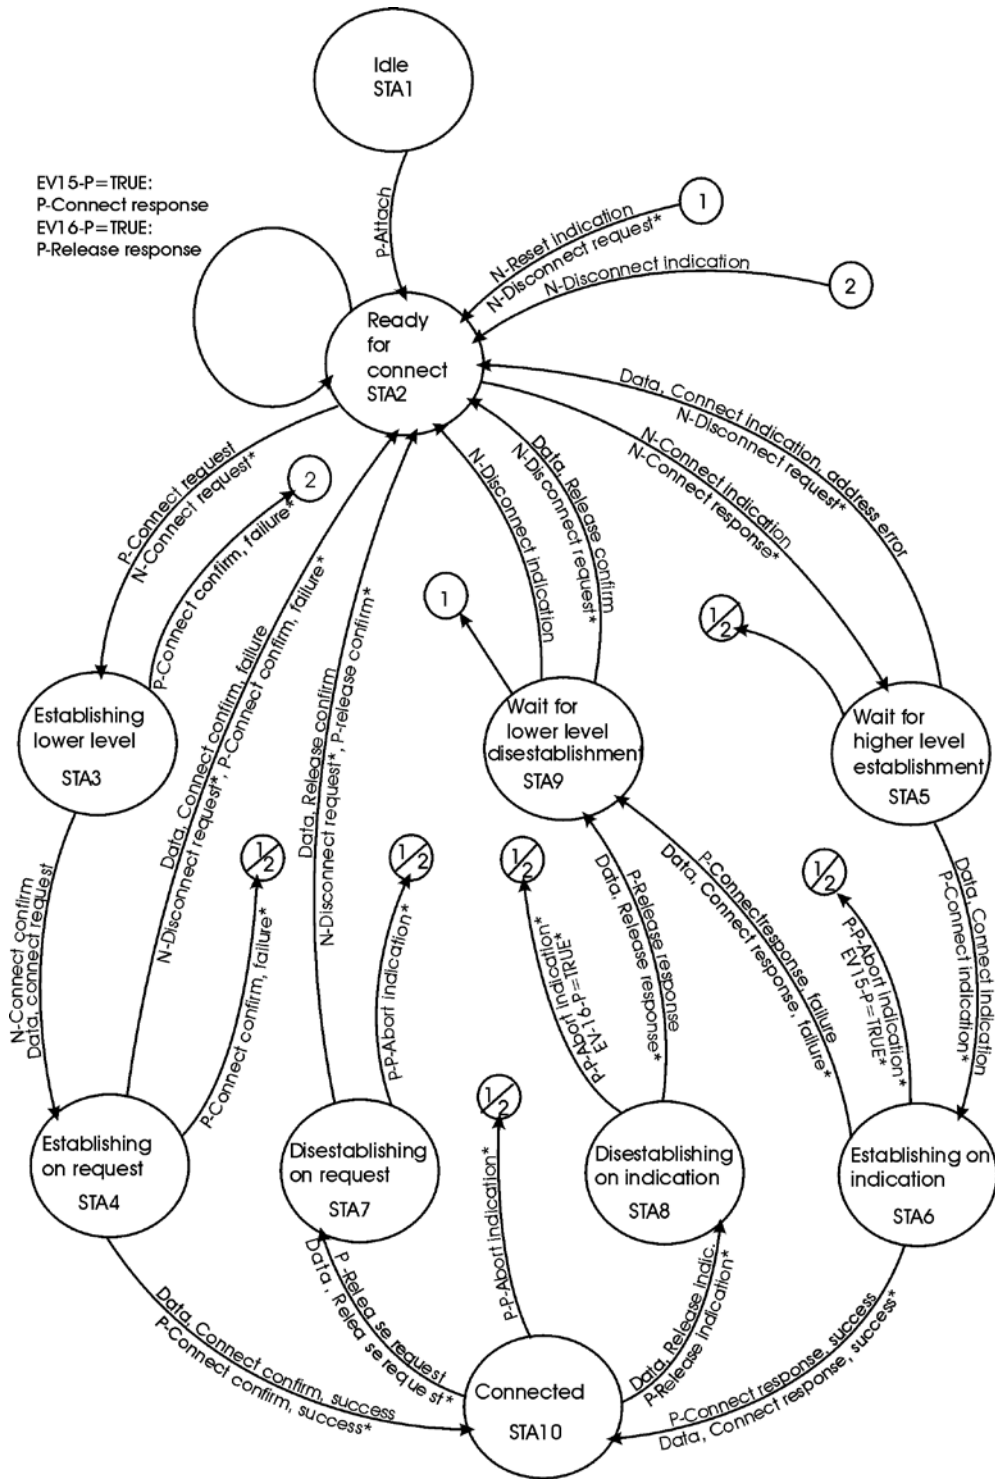 Idle
STA1
EV15-P=TRUE:
P-Connect response
EV16-P=TRUE:
P-Release response
P-Attach
1
N-Reset indication
N-Disconnect request*
N-Disconnect indication
2
Ready
for
connect
STA2
Data, Connect indication, address error
N-Disconnect request*
N-Connect indication
N-Connect response*
P-Connect request
N-Connect request*
2
P-Connect confirm, failure*
N-Disconnect indication
Data, Release confirm
N-Disconnect request*
1
1/2
Establishing
lower level
STA3
Data, Connect confirm, failure
N-Disconnect request*, P-Connect confirm, failure*
Data, Release confirm
N-Disconnect request*, P-release confirm*
Wait for
lower level
disestablishment
STA9
Wait for
higher level
establishment
STA5
N-Connect confirm
Data, connect request
1/2
P-Connect confirm, failure*
1/2
P-P-Abort indication*
1/2
P-P-Abort Indication*
EV-16-P=TRUE*
P-Release response
Data, Release response*
P-Connectresponse, failure
Data, Connect response, failure*
1/2
P-P-Abort indication*
EV15-P=TRUE*
Data, Connect indication
P-Connect indication*
Establishing
on request
STA4
Disestablishing
on request
STA7
1/2
P-P-Abort indication*
Disestablishing
on indication
STA8
Establishing on
indication
STA6
Data, Connect confirm, success
P-Connect confirm, success*
P -Relea se request
Data , Relea se reque st*
Data, Release Indic.
P-Release indication*
P-Connect response, success
Data, Connect response, success*
Connected
STA10